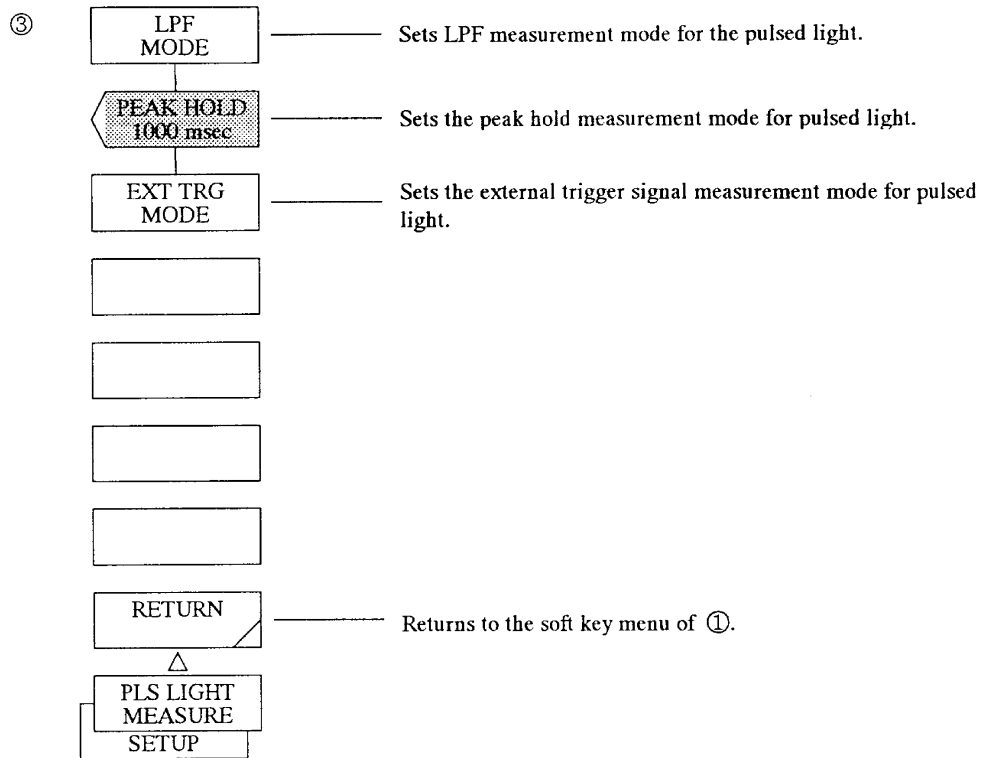 ③
LPF
MODE
Sets LPF measurement mode for the pulsed light.
PEAK HOLD
1000 msec
Sets the peak hold measurement mode for pulsed light.
EXT TRG
MODE
Sets the external trigger signal measurement mode for pulsed
light.
RETURN
Returns to the soft key menu of ①.
PLS LIGHT
MEASURE
SETUP